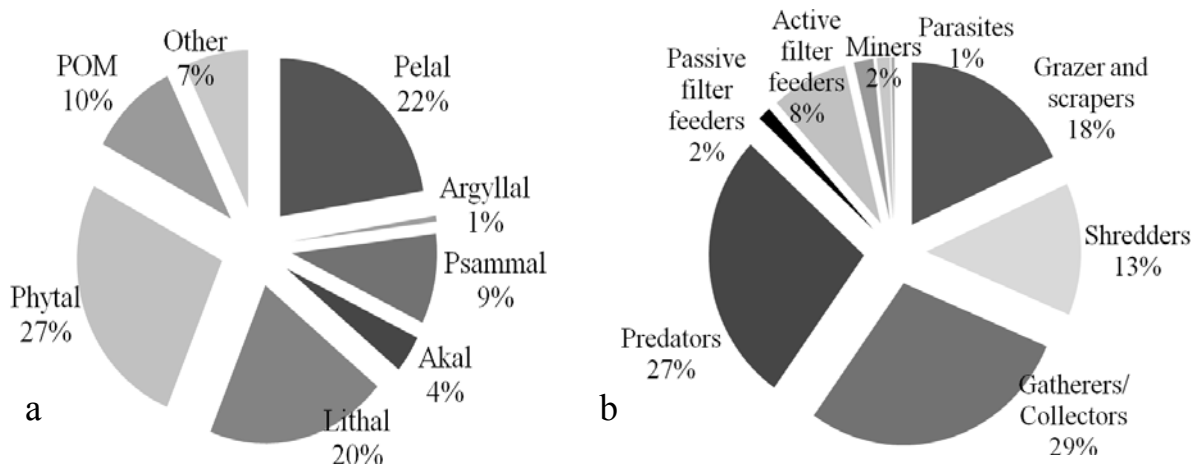 Other
7%
POM
10%
Pelal
22%
Argyllal
1%
Psammal
9%
Akal
4%
Lithal
20%
Phytal
27%
a
Passive
filter
feeders
2%
Active
filter
feeders
8%
Miners
2%
Parasites
1%
Grazer and
scrapers
18%
Shredders
13%
Gatherers/
Collectors
29%
Predators
27%
b